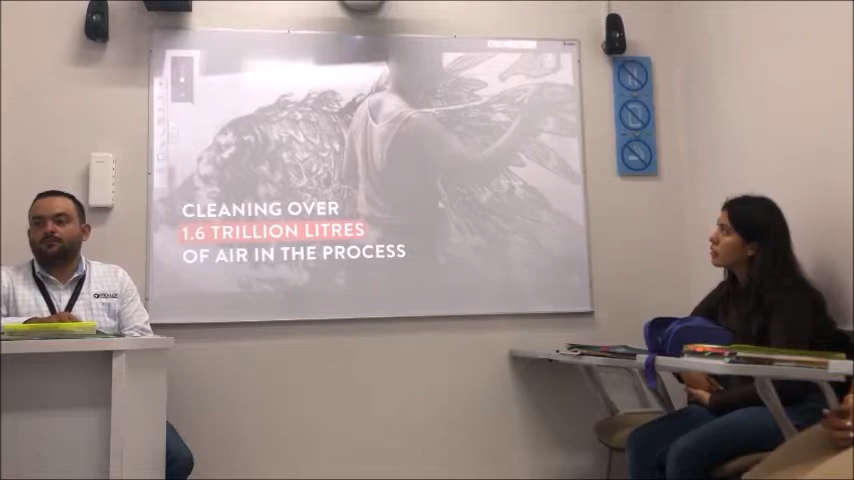 CLEANING OVER
1.6 TRILLION LITRES
OF AIR IN THE PROCESS